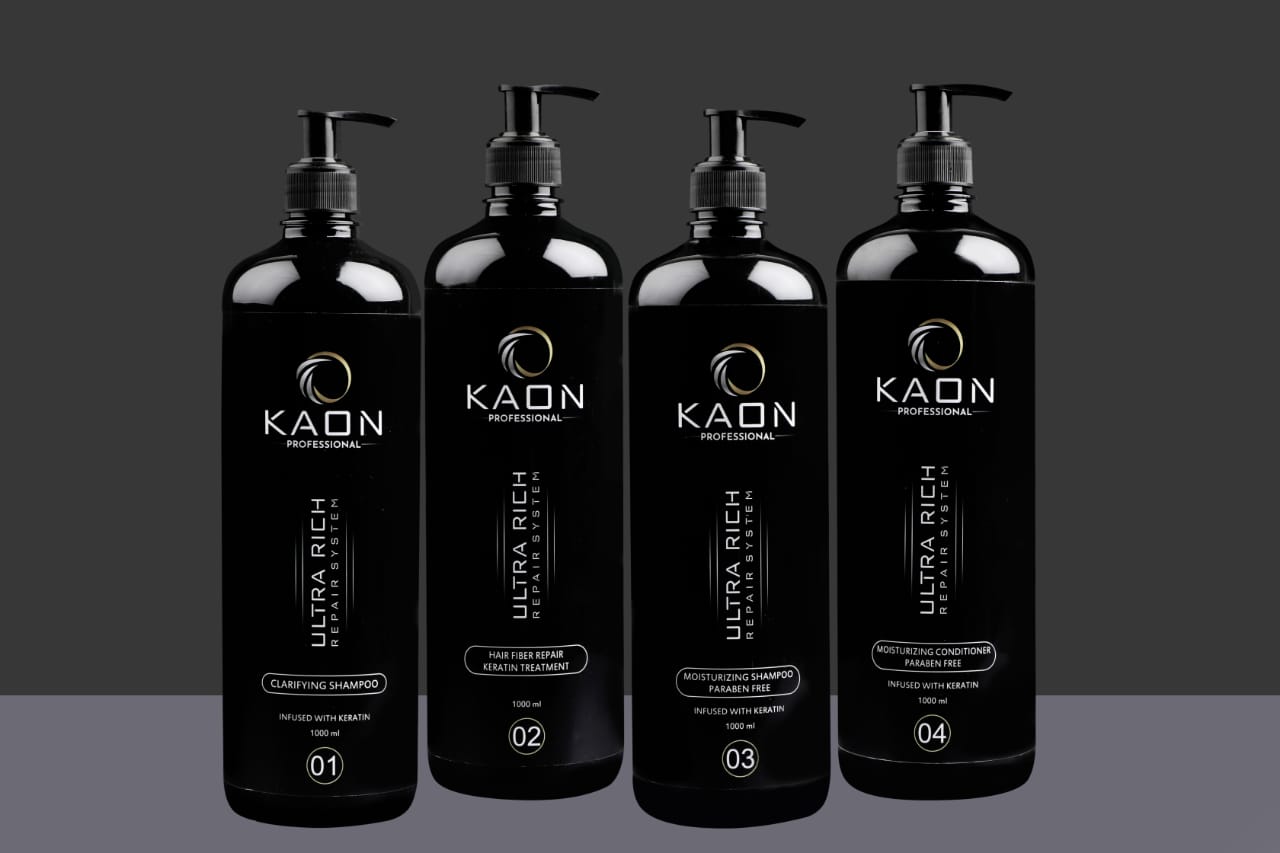 KAON
PROFESSIONAL
ULTRA RICH
REPAIR SYSTEM
CLARIFYING SHAMPOO
INFUSED WITH KERATIN
1000 ml
01
KAON
PROFESSIONAL
ULTRA RICH
REPAIR SYSTEM
HAIR FIBER REPAIR
KERATIN TREATMENT
1000 ml
02
KAON
PROFESSIONAL
ULTRA RICH
REPAIR SYSTEM
MOISTURIZING SHAMPOO
PARABEN FREE
INFUSED WITH KERATIN
1000 ml
03
KAON
PROFESSIONAL
ULTRA RICH
REPAIR SYSTEM
MOISTURIZING CONDITIONER
PARABEN FREE
INFUSED WITH KERATIN
1000 ml
04